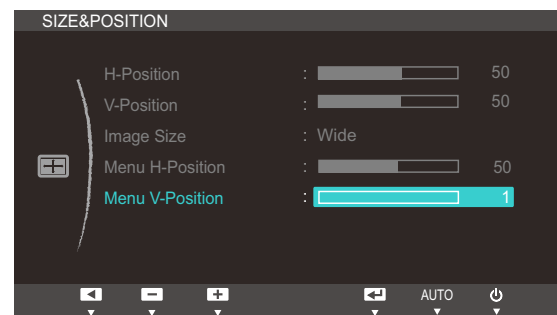 SIZE&POSITION
H-Position : 50
V-Position : 50
Image Size : Wide
Menu H-Position : 50
Menu V-Position : 1
AUTO